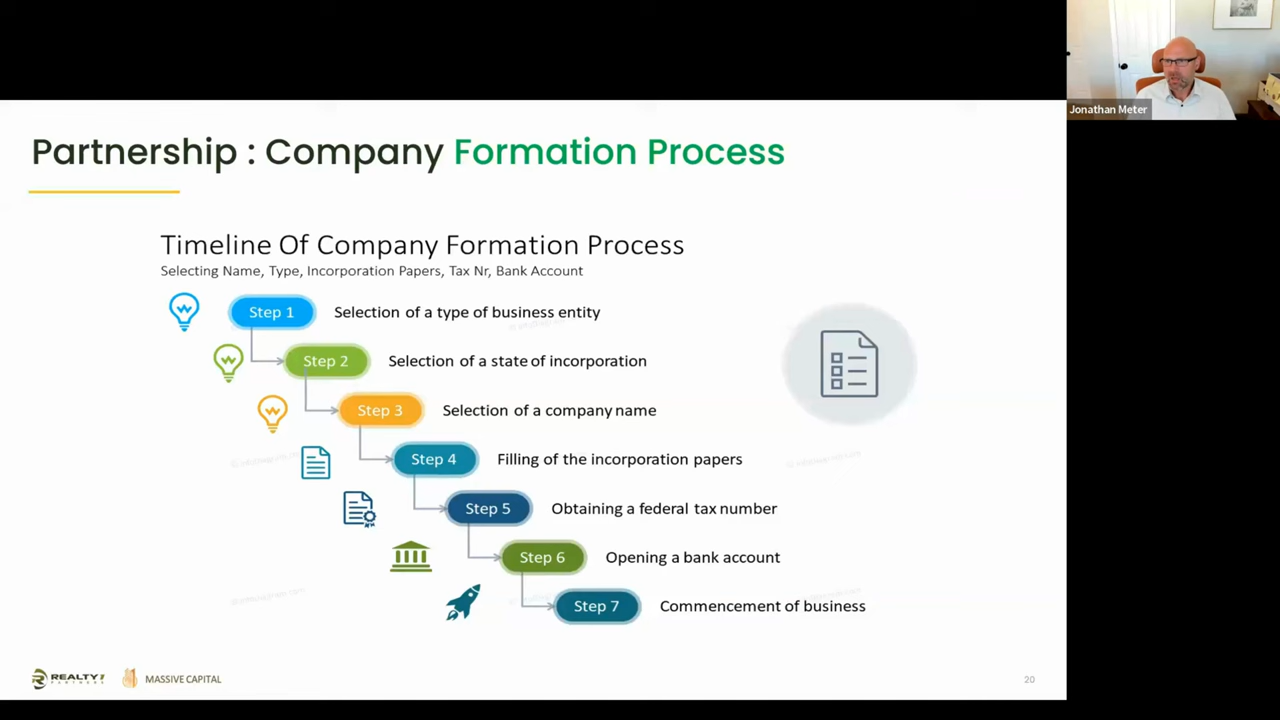 Jonathan Meter
Partnership : Company Formation Process
Timeline Of Company Formation Process
Selecting Name, Type, Incorporation Papers, Tax Nr, Bank Account
Step 1 Selection of a type of business entity
Step 2 Selection of a state of incorporation
Step 3 Selection of a company name
Step 4 Filling of the incorporation papers
Step 5 Obtaining a federal tax number
Step 6 Opening a bank account
Step 7 Commencement of business
REALTY
PARTNERS
MASSIVE CAPITAL
20